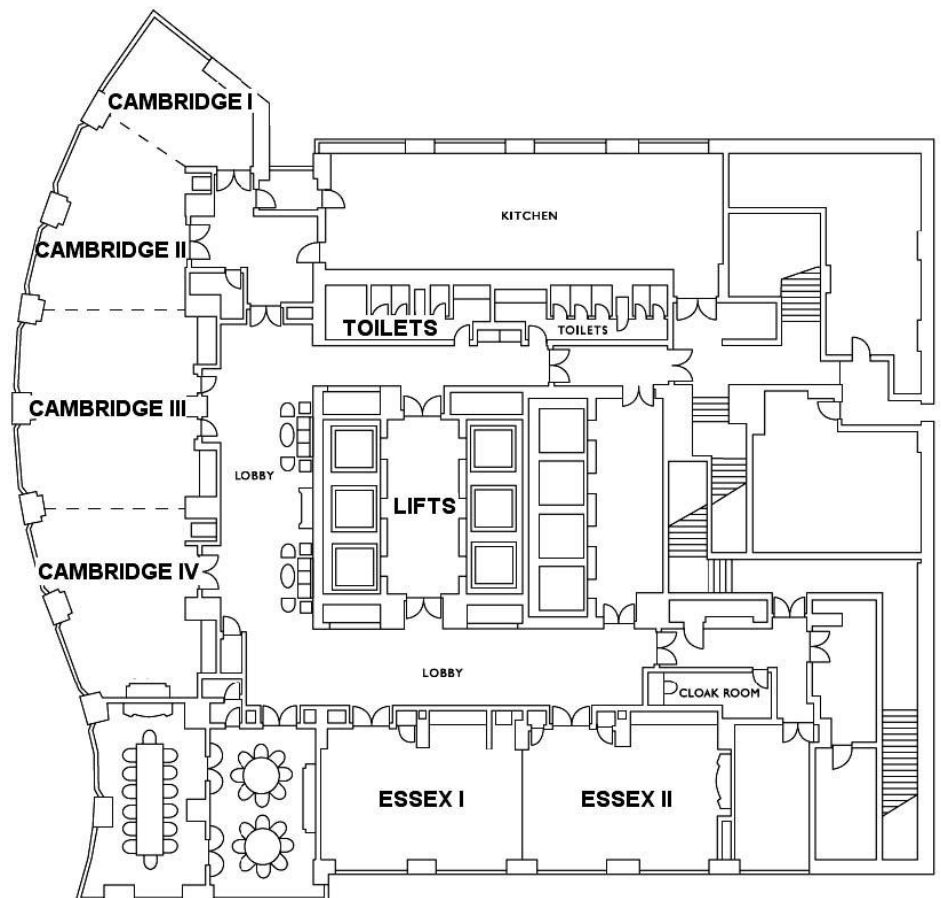 CAMBRIDGE I
KITCHEN
CAMBRIDGE II
TOILETS
TOILETS
CAMBRIDGE III
LOBBY
LIFTS
CAMBRIDGE IV
LOBBY
CLOAK ROOM
ESSEX I
ESSEX II